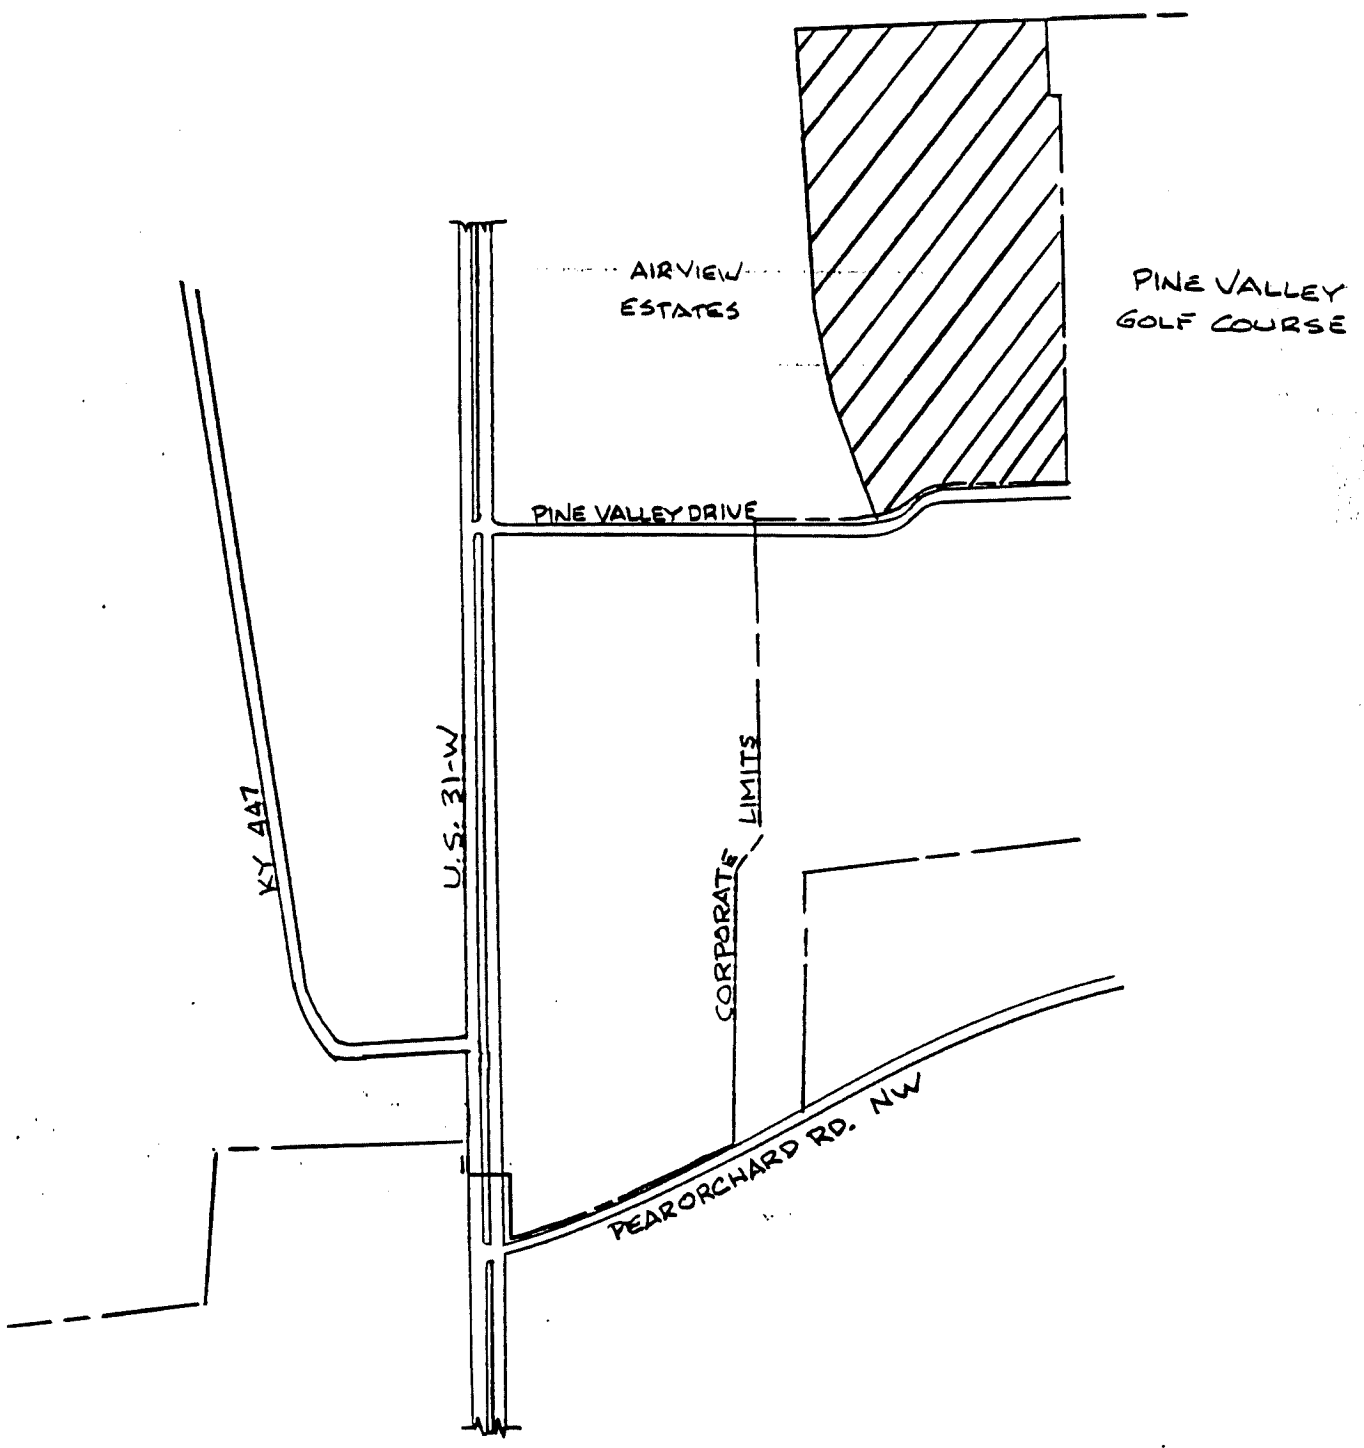 AIRVIEW
ESTATES
PINE VALLEY
GOLF COURSE
PINE VALLEY DRIVE
KY 447
U.S. 31-W
CORPORATE LIMITS
PEARORCHARD RD. NW